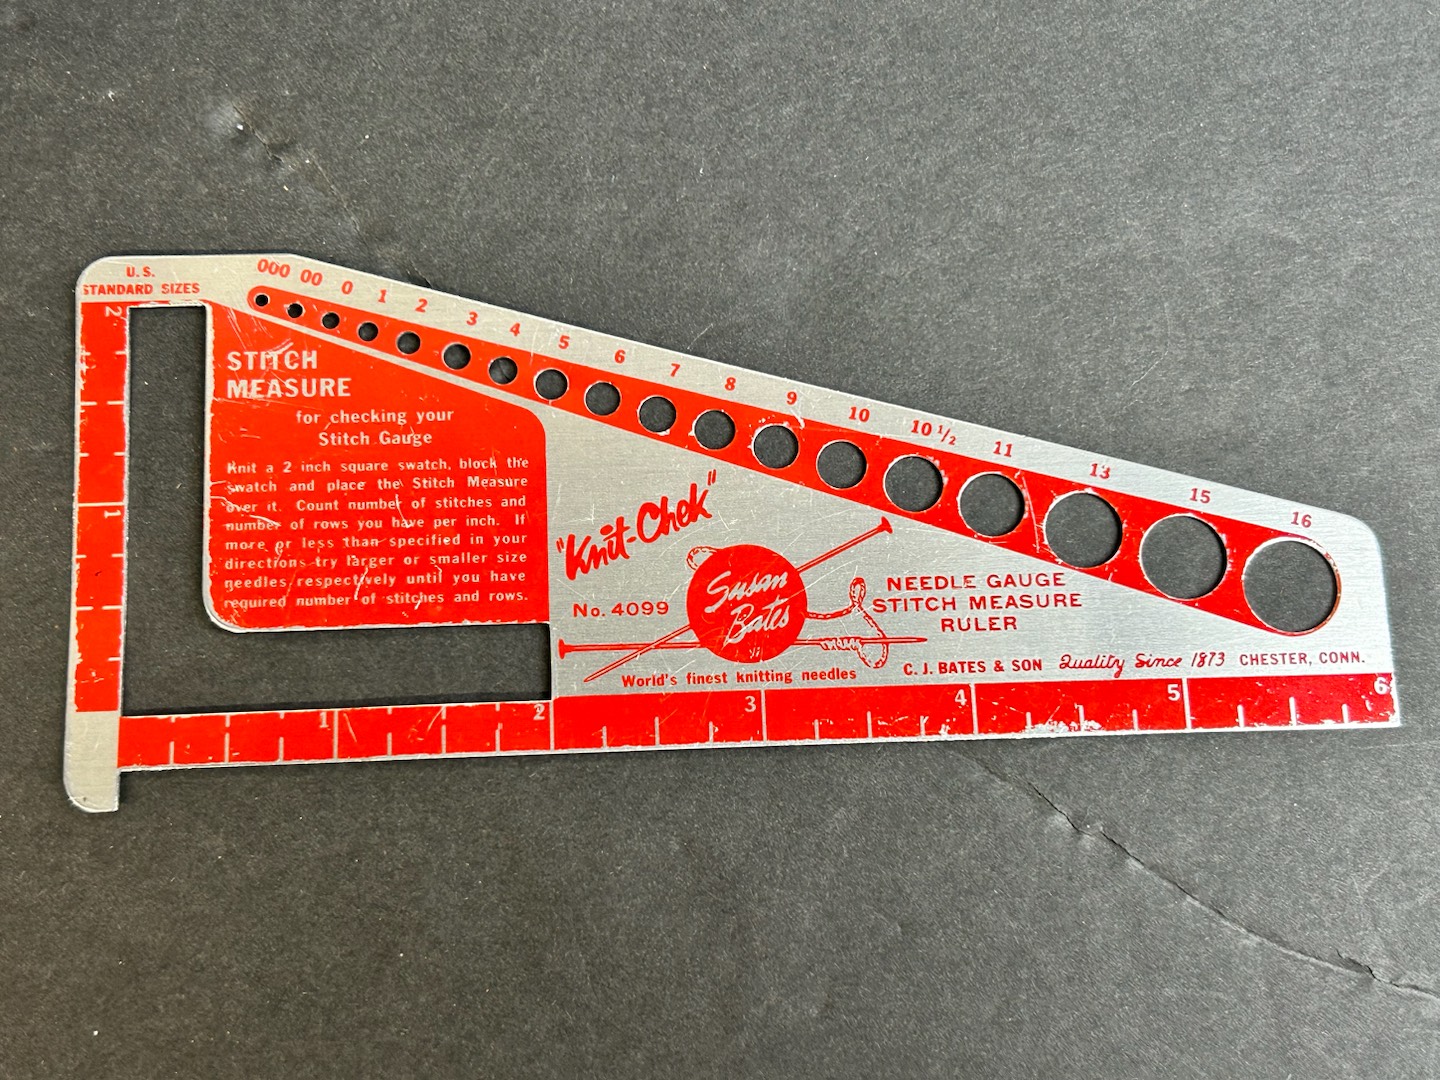 U.S.
STANDARD SIZES
000 00 0 1 2 3 4 5 6 7 8 9 10 10 1/2 11 13 15 16
STITCH
MEASURE
for checking your
Stitch Gauge
Knit a 2 inch square swatch, block the
swatch and place the Stitch Measure
over it. Count number of stitches and
number of rows you have per inch. If
more or less than specified in your
directions try larger or smaller size
needles respectively until you have
required number of stitches and rows.
"Knit-Chek"
No. 4099
Susan
Bates
World's finest knitting needles
NEEDLE GAUGE
STITCH MEASURE
RULER
C. J. BATES & SON Quality Since 1873 CHESTER, CONN.
2
1
1 2 3 4 5 6